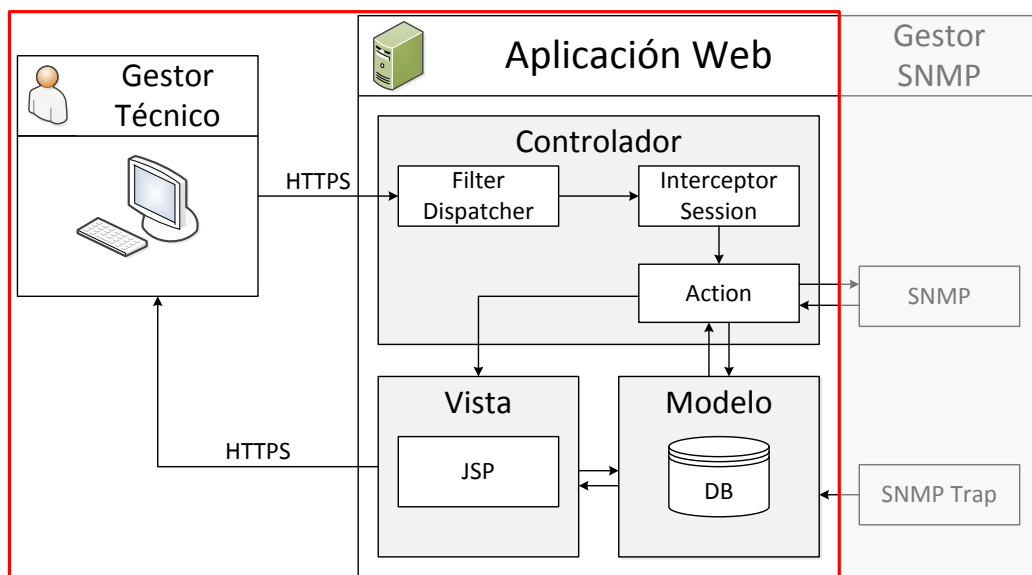 Gestor
Técnico
Aplicación Web
Gestor
SNMP
Controlador
HTTPS
Filter
Dispatcher
Interceptor
Session
Action
SNMP
Vista
JSP
Modelo
DB
HTTPS
SNMP Trap